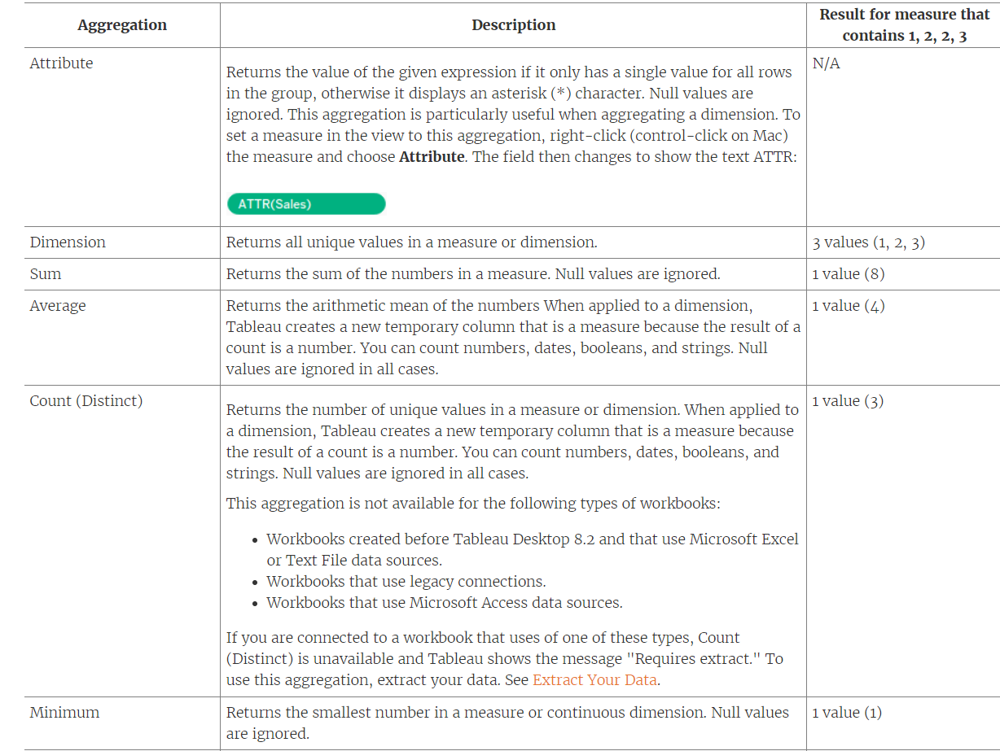 Aggregation
Description
Result for measure that
contains 1, 2, 2, 3
Attribute
Returns the value of the given expression if it only has a single value for all rows
in the group, otherwise it displays an asterisk (*) character. Null values are
ignored. This aggregation is particularly useful when aggregating a dimension. To
set a measure in the view to this aggregation, right-click (control-click on Mac)
the measure and choose Attribute. The field then changes to show the text ATTR:
ATTR(Sales)
N/A
Dimension
Returns all unique values in a measure or dimension.
3 values (1, 2, 3)
Sum
Returns the sum of the numbers in a measure. Null values are ignored.
1 value (8)
Average
Returns the arithmetic mean of the numbers When applied to a dimension,
Tableau creates a new temporary column that is a measure because the result of a
count is a number. You can count numbers, dates, booleans, and strings. Null
values are ignored in all cases.
1 value (4)
Count (Distinct)
Returns the number of unique values in a measure or dimension. When applied to
a dimension, Tableau creates a new temporary column that is a measure because
the result of a count is a number. You can count numbers, dates, booleans, and
strings. Null values are ignored in all cases.
This aggregation is not available for the following types of workbooks:
• Workbooks created before Tableau Desktop 8.2 and that use Microsoft Excel
or Text File data sources.
• Workbooks that use legacy connections.
• Workbooks that use Microsoft Access data sources.
If you are connected to a workbook that uses of one of these types, Count
(Distinct) is unavailable and Tableau shows the message "Requires extract." To
use this aggregation, extract your data. See Extract Your Data.
1 value (3)
Minimum
Returns the smallest number in a measure or continuous dimension. Null values
are ignored.
1 value (1)